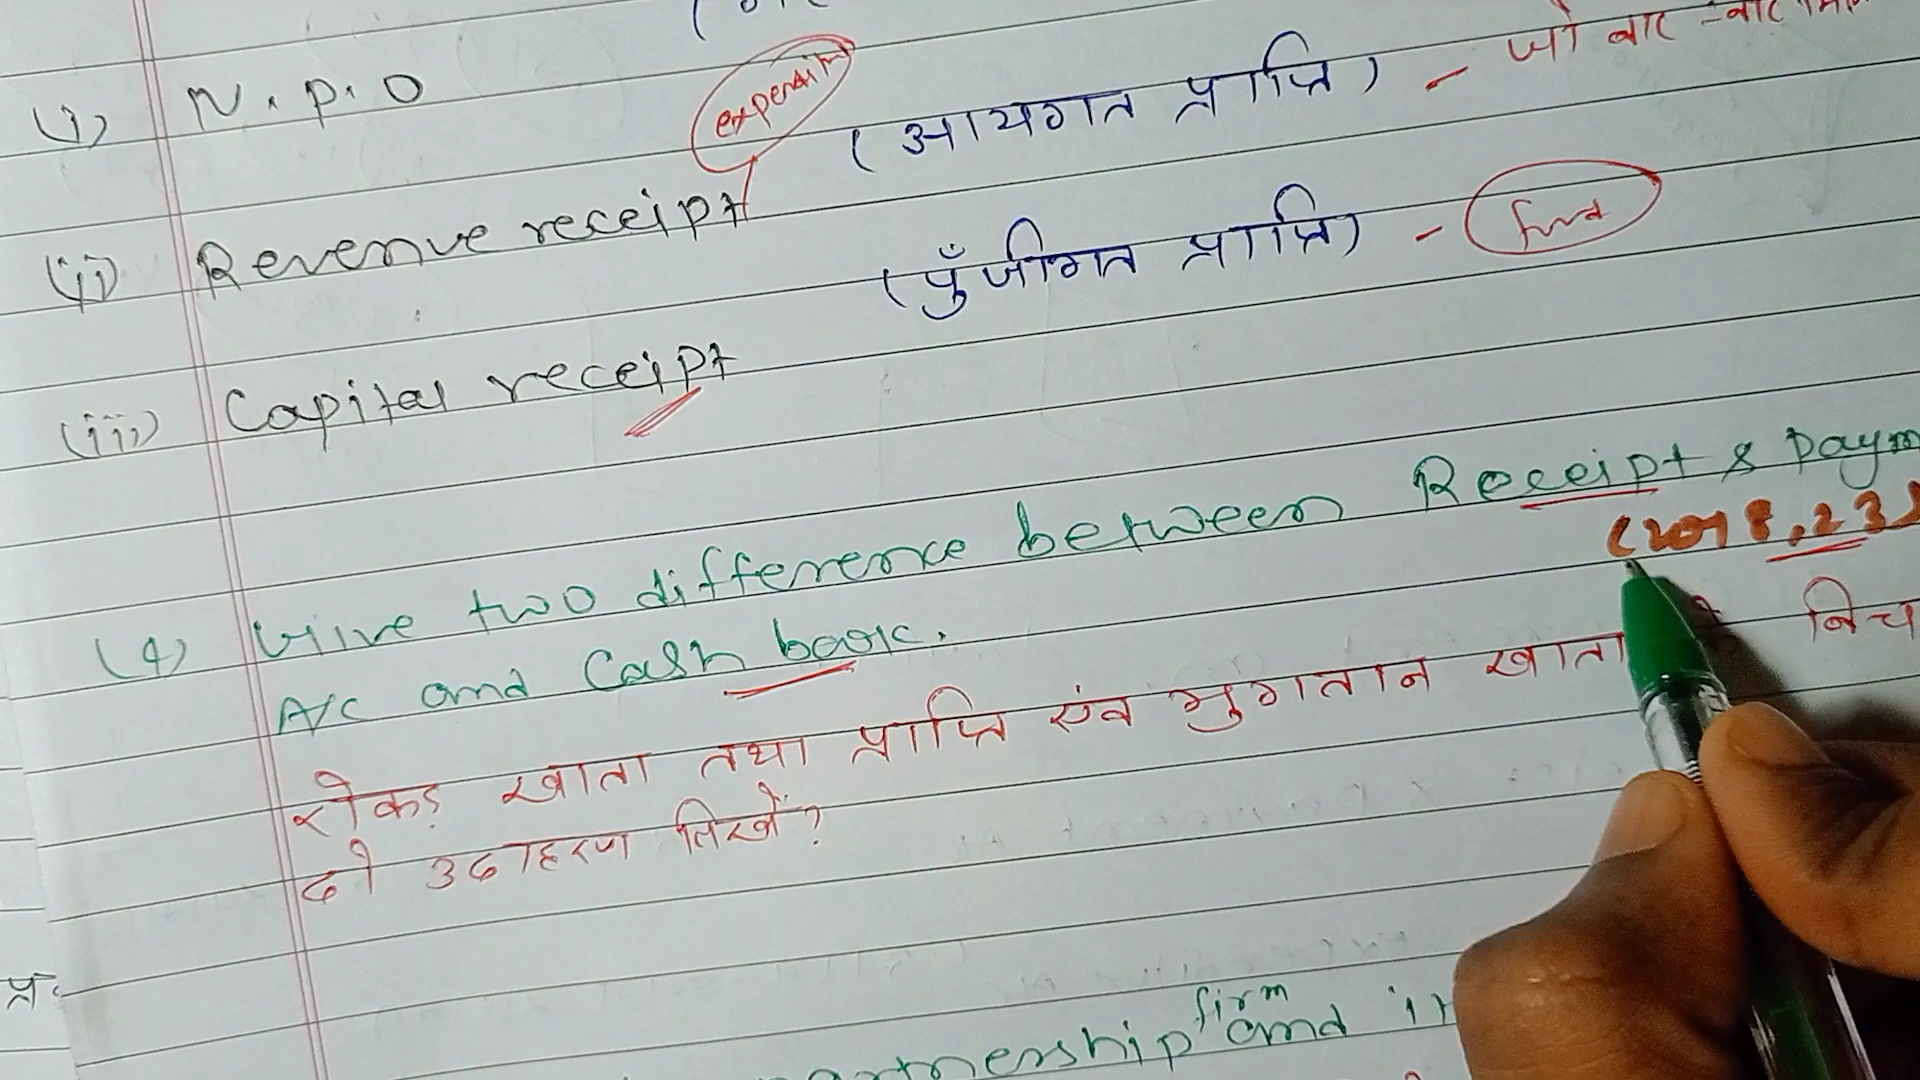 (i) N.P.O
(ii) Revenue receipt (आयगत प्राप्ति) - जो बार-बार
(iii) Capital receipt (पुँजीगत प्राप्ति) - fund
(4) Give two difference between Receipt & Paym
(2018,23)
A/C and Cash book.
रोकड़ खाता तथा प्राप्ति एंव भुगतान खाता निच
दो उदाहरण लिखें?
प्र.
firm
partnership and in